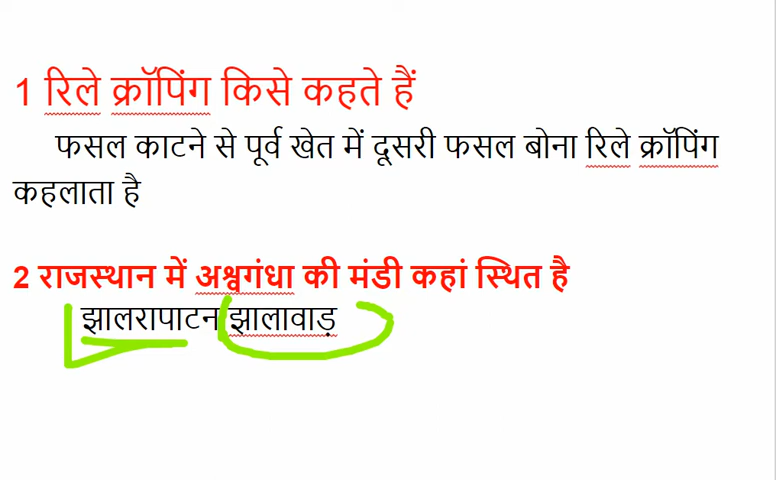 1 रिले क्रॉपिंग किसे कहते हैं
फसल काटने से पूर्व खेत में दूसरी फसल बोना रिले क्रॉपिंग
कहलाता है
2 राजस्थान में अश्वगंधा की मंडी कहां स्थित है
झालरापाटन झालावाड़